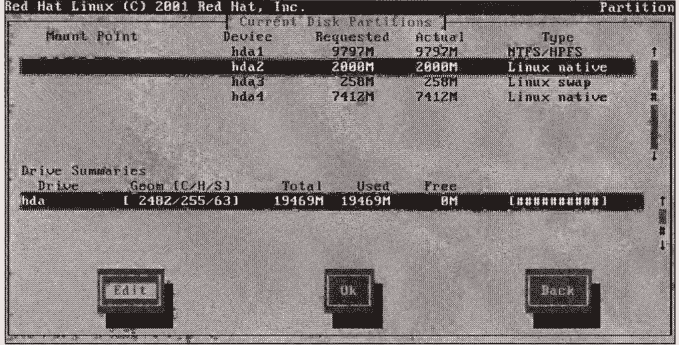 Red Hat Linux (C) 2001 Red Hat, Inc. Partition
Current Disk Partitions
Mount Point Device Requested Actual Type
hda1 9797M 9797M NTFS/HPFS
hda2 2000M 2000M Linux native
hda3 258M 258M Linux swap
hda4 7412M 7412M Linux native
Drive Summaries
Drive Geom [C/H/S] Total Used Free
hda [ 2482/255/63] 19469M 19469M 0M [##########]
Edit Ok Back